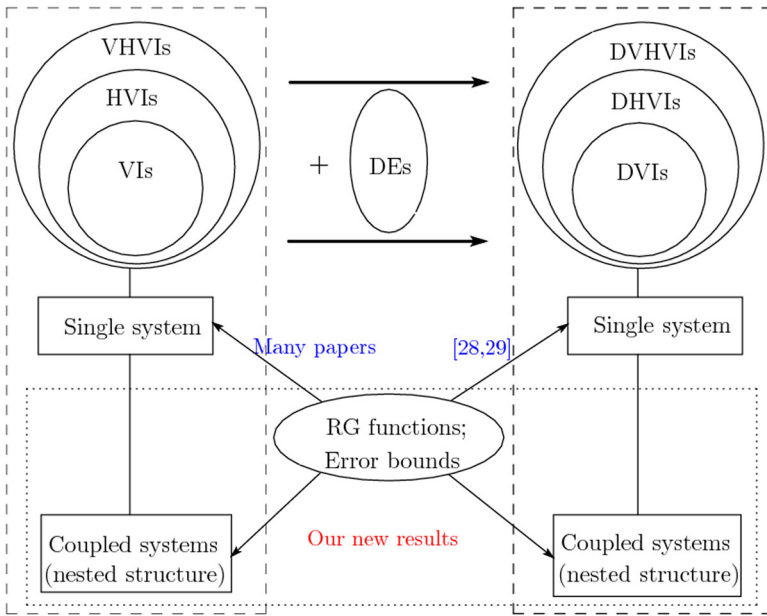 VHVIs
HVIs
VIs
+
DEs
DVHVIs
DHVIs
DVIs
Single system
Many papers
[28,29]
Single system
RG functions;
Error bounds
Coupled systems
(nested structure)
Our new results
Coupled systems
(nested structure)